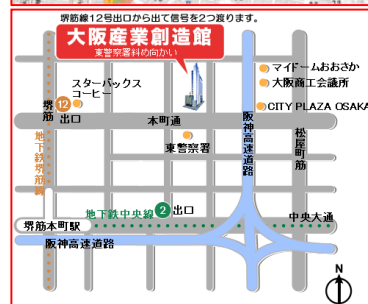 堺筋線12号出口から出て信号を2つ渡ります。
大阪産業創造館
東警察署斜め向かい
マイドームおおさか
大阪商工会議所
CITY PLAZA OSAKA
スターバックス
コーヒー
堺筋
12
出口
本町通
東警察署
阪神高速道路
松屋町筋
地下鉄堺筋線
地下鉄中央線
2
出口
中央大通
堺筋本町駅
阪神高速道路
N